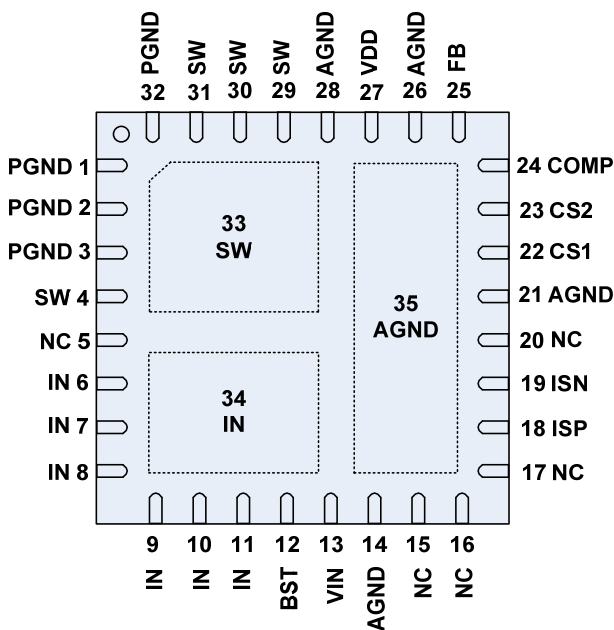 PGND
SW
SW
SW
AGND
VDD
AGND
FB
32 31 30 29 28 27 26 25
PGND 1
PGND 2
PGND 3
SW 4
NC 5
IN 6
IN 7
IN 8
33
SW
34
IN
35
AGND
24 COMP
23 CS2
22 CS1
21 AGND
20 NC
19 ISN
18 ISP
17 NC
9 10 11 12 13 14 15 16
IN
IN
IN
BST
VIN
AGND
NC
NC